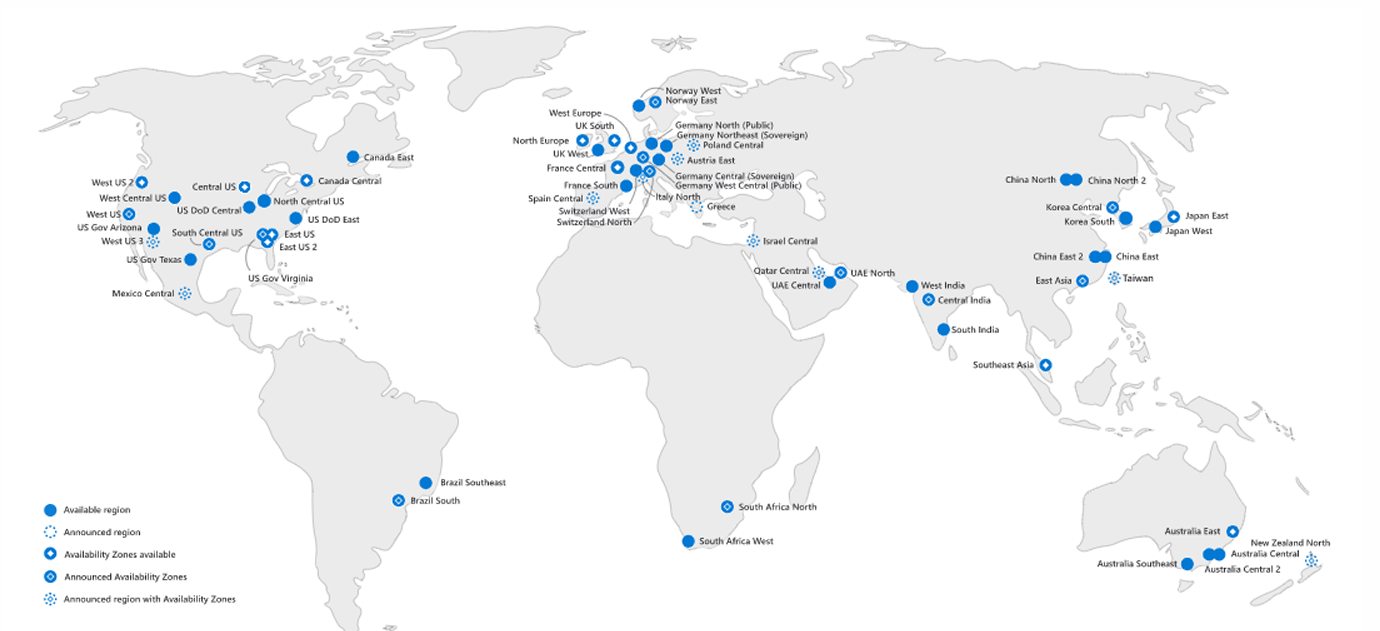 Norway West
Norway East
West Europe
UK South
Germany North (Public)
Germany Northeast (Sovereign)
North Europe
Poland Central
UK West
Canada East
Austria East
France Central
Germany Central (Sovereign)
West US 2
Central US
Canada Central
China North
China North 2
France South
Germany West Central (Public)
West Central US
Spain Central
Italy North
North Central US
US DoD Central
Greece
Korea Central
West US
Switzerland West
US DoD East
Korea South
Japan East
Switzerland North
US Gov Arizona
South Central US
East US
Japan West
West US 3
Israel Central
East US 2
US Gov Texas
China East 2
China East
Qatar Central
UAE North
US Gov Virginia
East Asia
Taiwan
UAE Central
West India
Mexico Central
Central India
South India
Southeast Asia
Brazil Southeast
Brazil South
South Africa North
South Africa West
Australia East
New Zealand North
Australia Central
Australia Southeast
Australia Central 2
Available region
Announced region
Availability Zones available
Announced Availability Zones
Announced region with Availability Zones